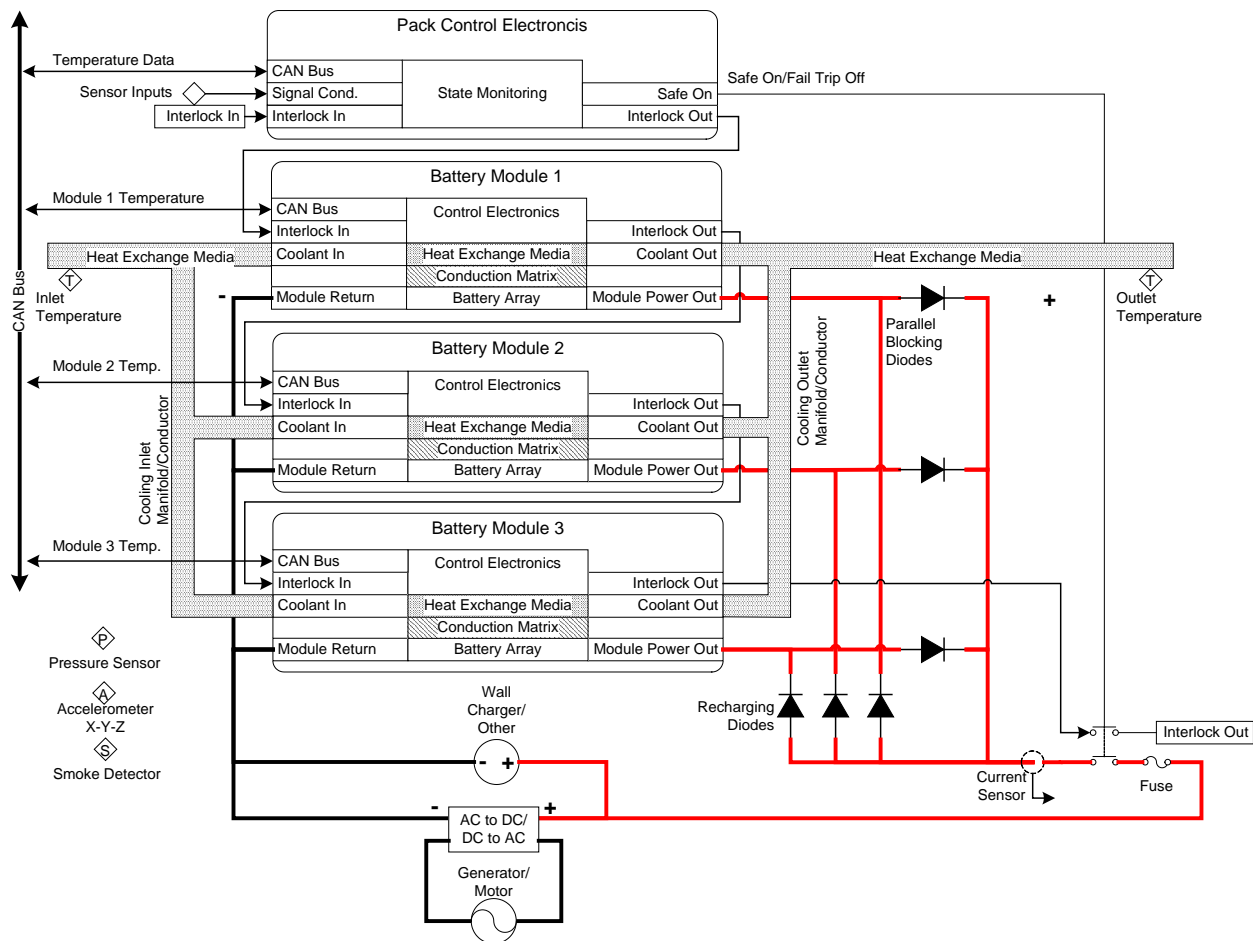 Pack Control Electroncis
Temperature Data
CAN Bus
Safe On/Fail Trip Off
Sensor Inputs
Signal Cond.
State Monitoring
Safe On
Interlock In
Interlock In
Interlock Out
Battery Module 1
Module 1 Temperature
CAN Bus
Control Electronics
Interlock In
Interlock Out
Heat Exchange Media
Coolant In
Heat Exchange Media
Coolant Out
Heat Exchange Media
Conduction Matrix
T
Inlet
Temperature
-
Module Return
Battery Array
Module Power Out
+
T
Outlet
Temperature
CAN Bus
Parallel
Blocking
Diodes
Battery Module 2
Module 2 Temp.
CAN Bus
Control Electronics
Interlock In
Interlock Out
Coolant In
Heat Exchange Media
Coolant Out
Conduction Matrix
Module Return
Battery Array
Module Power Out
Cooling Outlet
Manifold/Conductor
Cooling Inlet
Manifold/Conductor
Battery Module 3
Module 3 Temp.
CAN Bus
Control Electronics
Interlock In
Interlock Out
Coolant In
Heat Exchange Media
Coolant Out
Conduction Matrix
Module Return
Battery Array
Module Power Out
P
Pressure Sensor
A
Accelerometer
X-Y-Z
S
Smoke Detector
Wall
Charger/
Other
- +
Recharging
Diodes
Interlock Out
Current
Sensor
Fuse
-
+
AC to DC/
DC to AC
Generator/
Motor